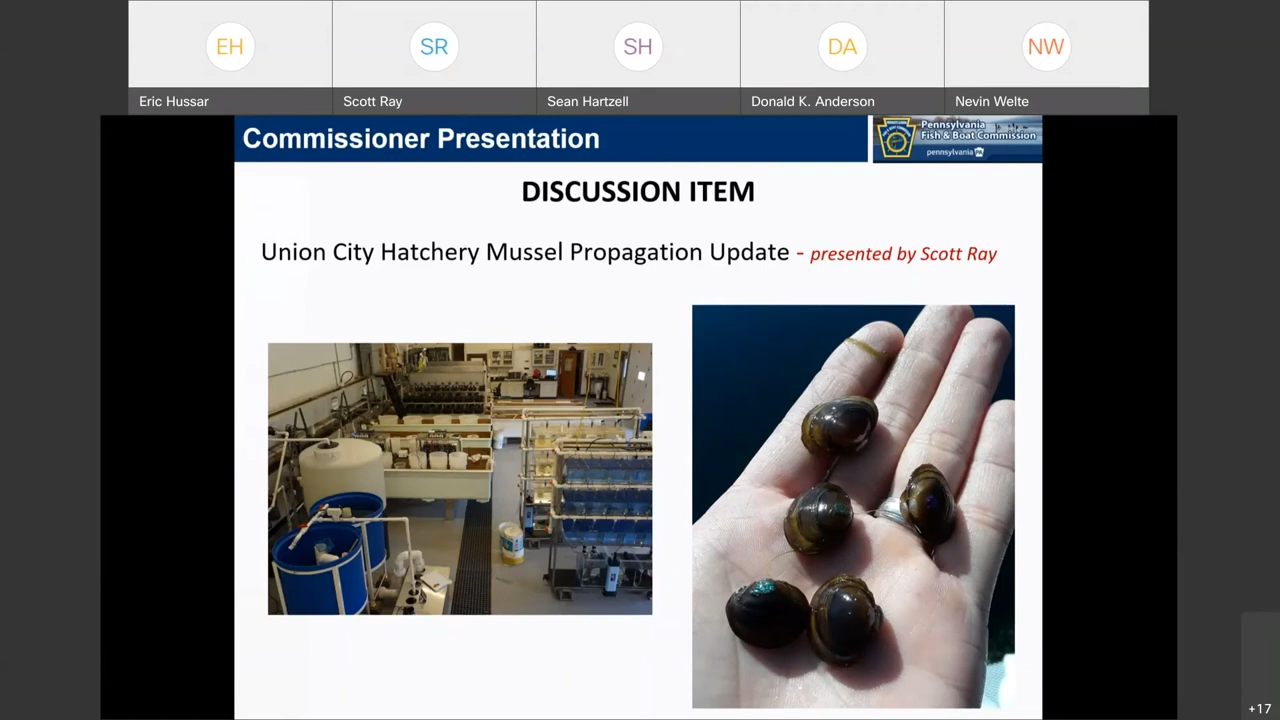 EH
SR
SH
DA
NW
Eric Hussar
Scott Ray
Sean Hartzell
Donald K. Anderson
Nevin Welte
Commissioner Presentation
Pennsylvania
Fish & Boat Commission
pennsylvania PA
DISCUSSION ITEM
Union City Hatchery Mussel Propagation Update - presented by Scott Ray
+17